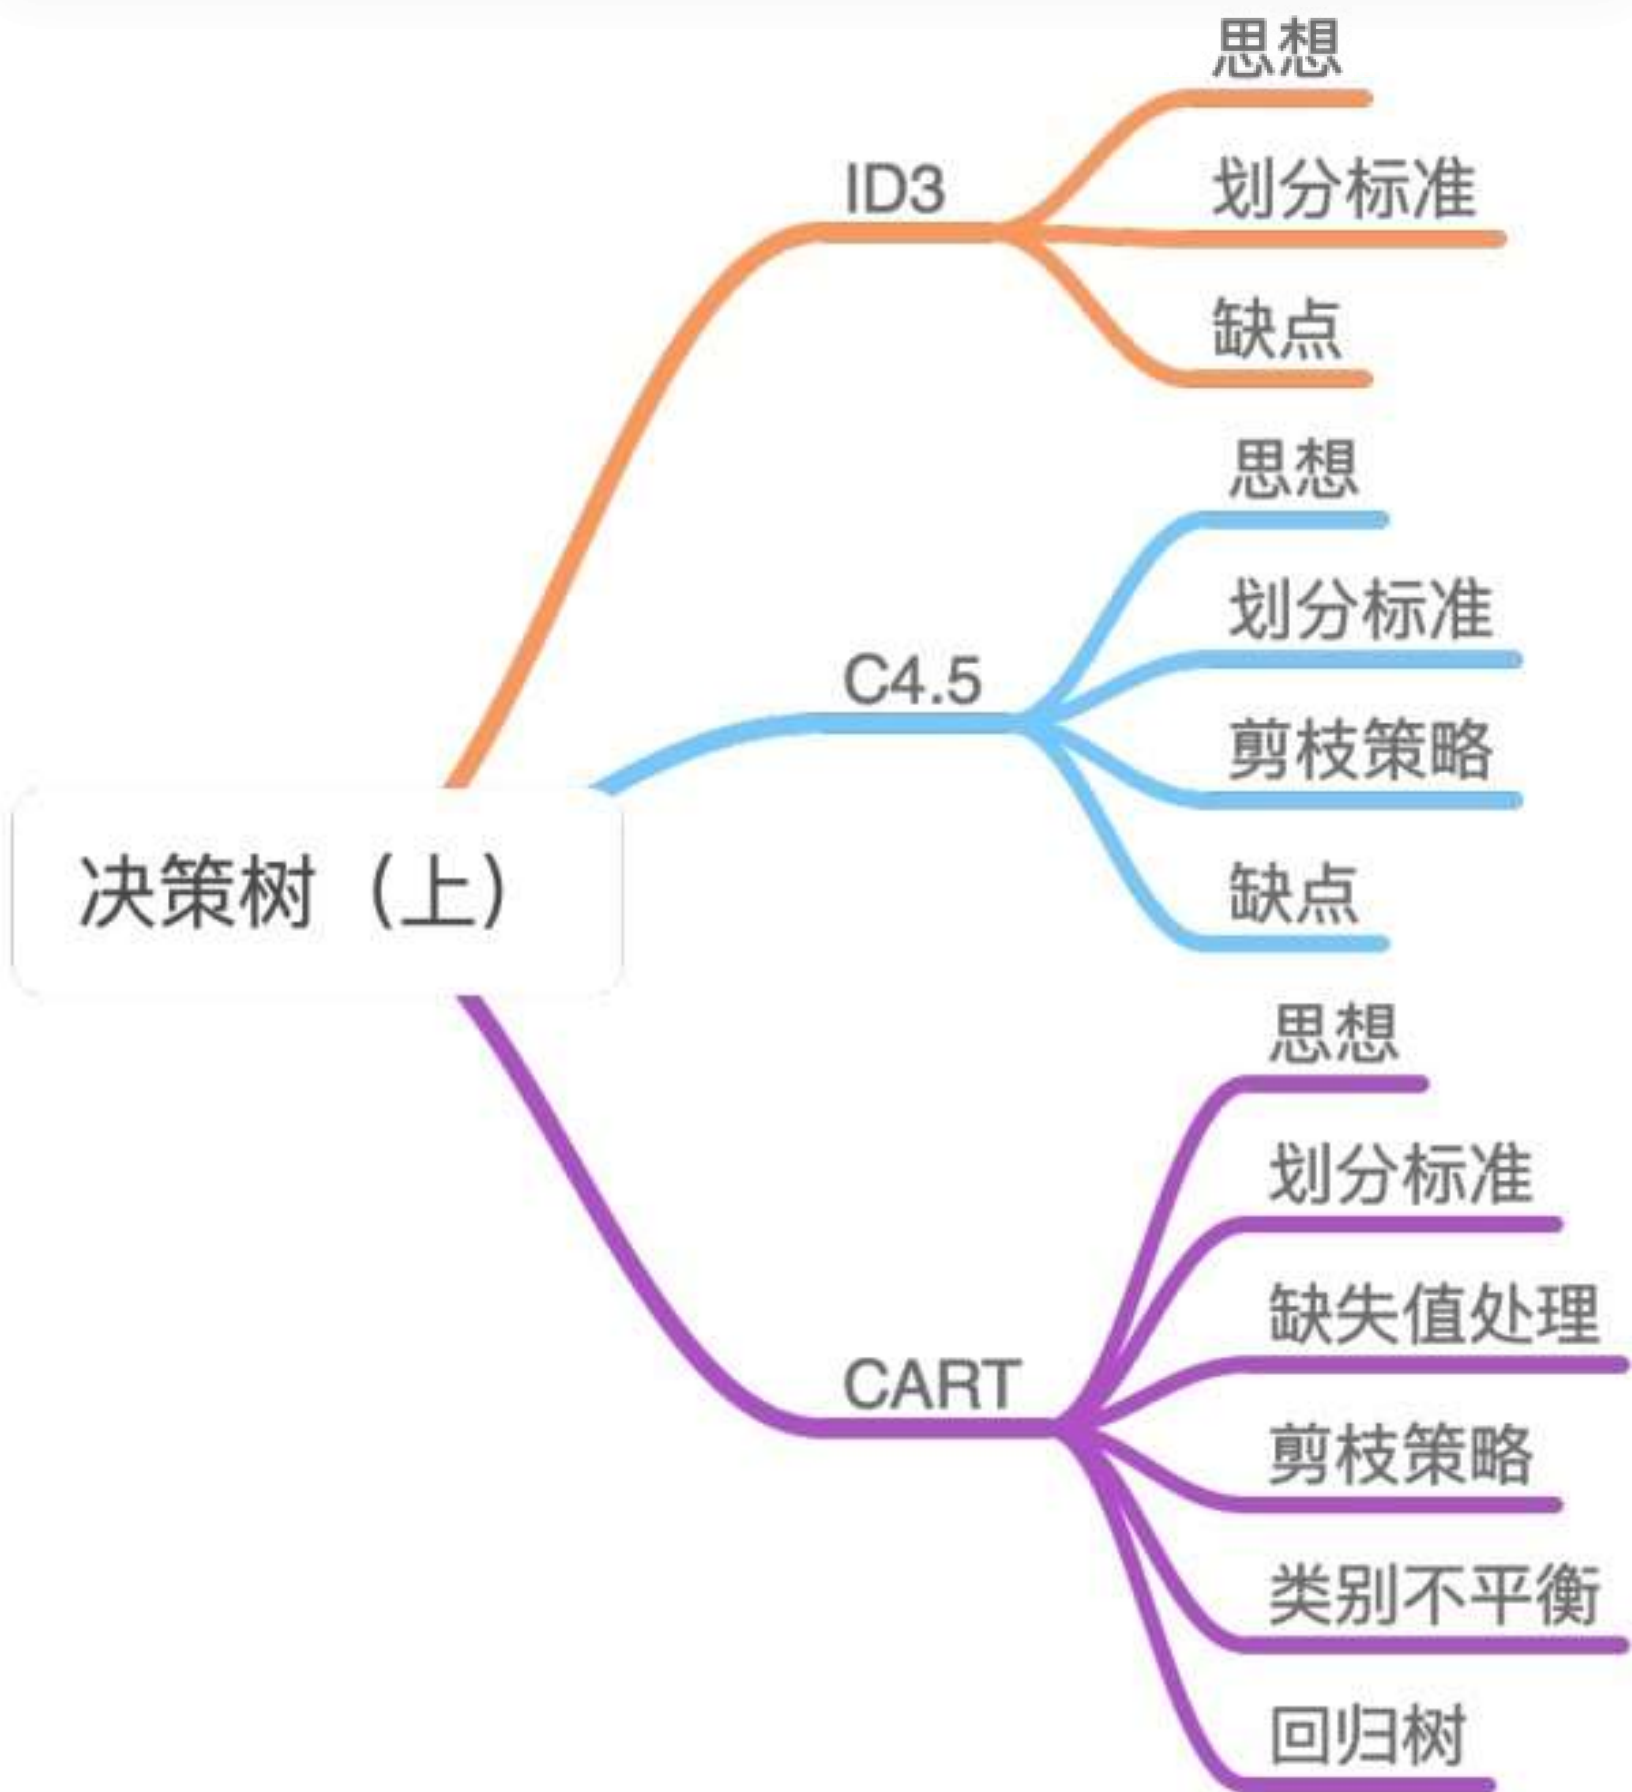 决策树（上）
ID3
思想
划分标准
缺点
C4.5
思想
划分标准
剪枝策略
缺点
CART
思想
划分标准
缺失值处理
剪枝策略
类别不平衡
回归树